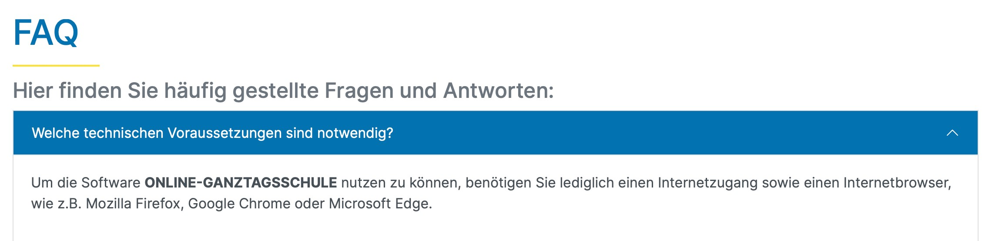 FAQ
Hier finden Sie häufig gestellte Fragen und Antworten:
Welche technischen Voraussetzungen sind notwendig?
Um die Software ONLINE-GANZTAGSSCHULE nutzen zu können, benötigen Sie lediglich einen Internetzugang sowie einen Internetbrowser,
wie z.B. Mozilla Firefox, Google Chrome oder Microsoft Edge.